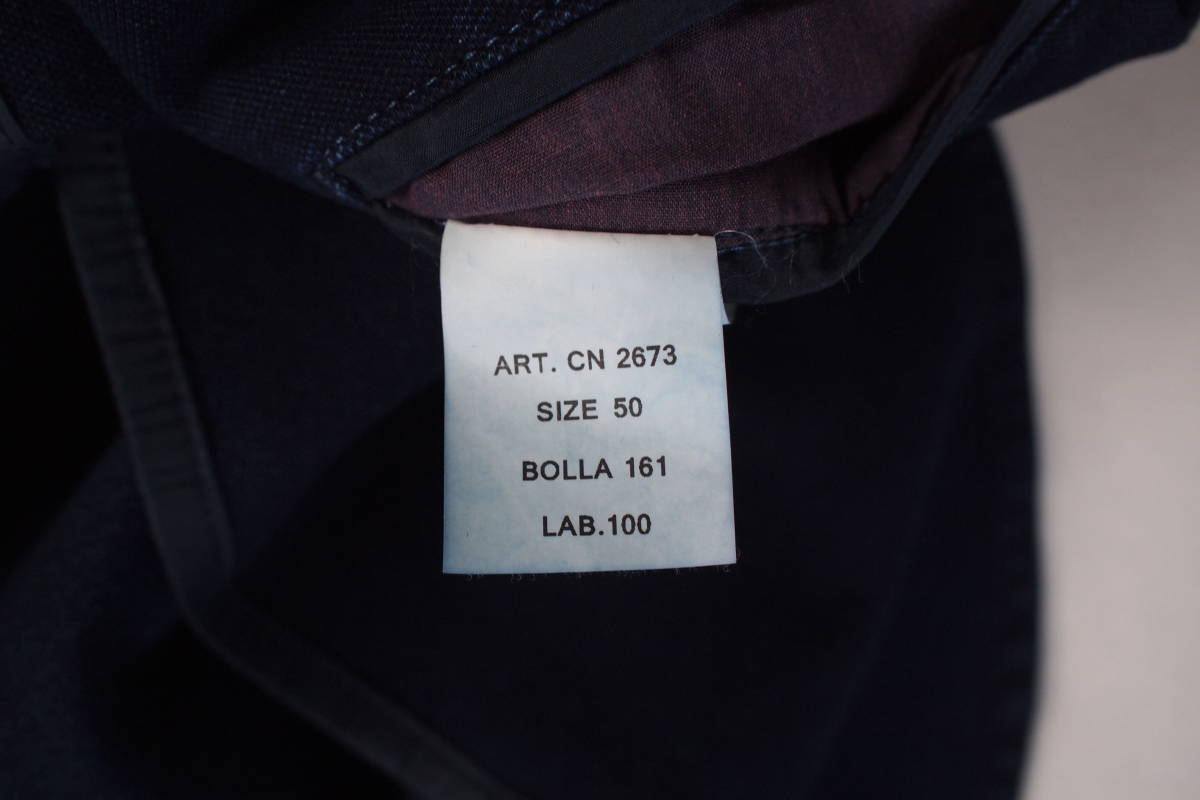 ART. CN 2673
SIZE 50
BOLLA 161
LAB.100